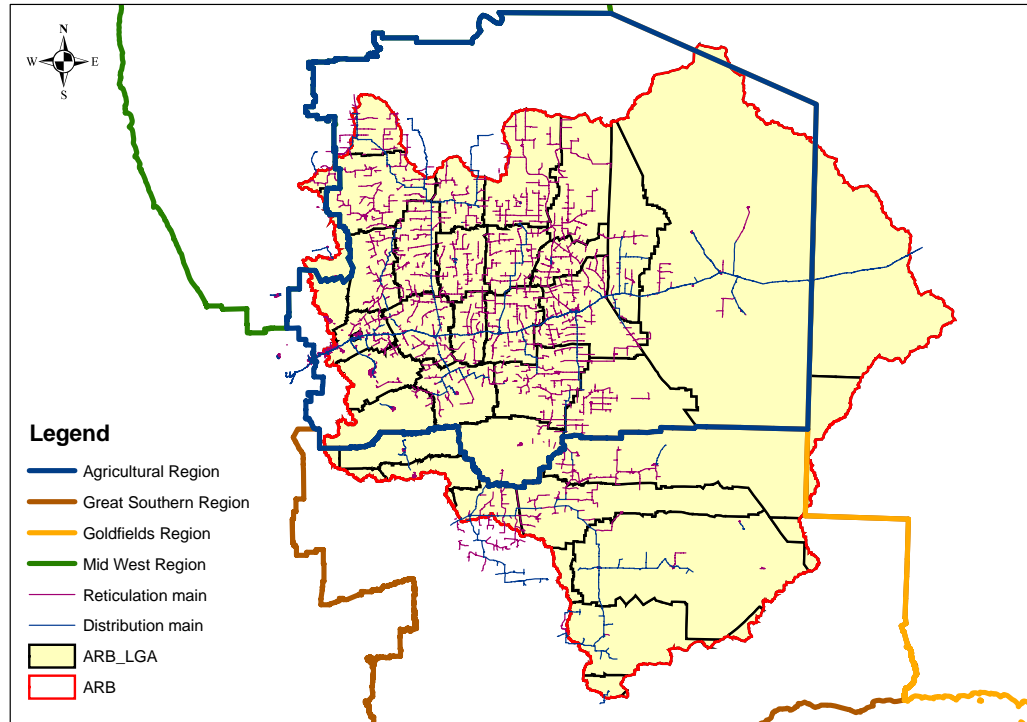 N
W E
S
Legend
Agricultural Region
Great Southern Region
Goldfields Region
Mid West Region
Reticulation main
Distribution main
ARB_LGA
ARB